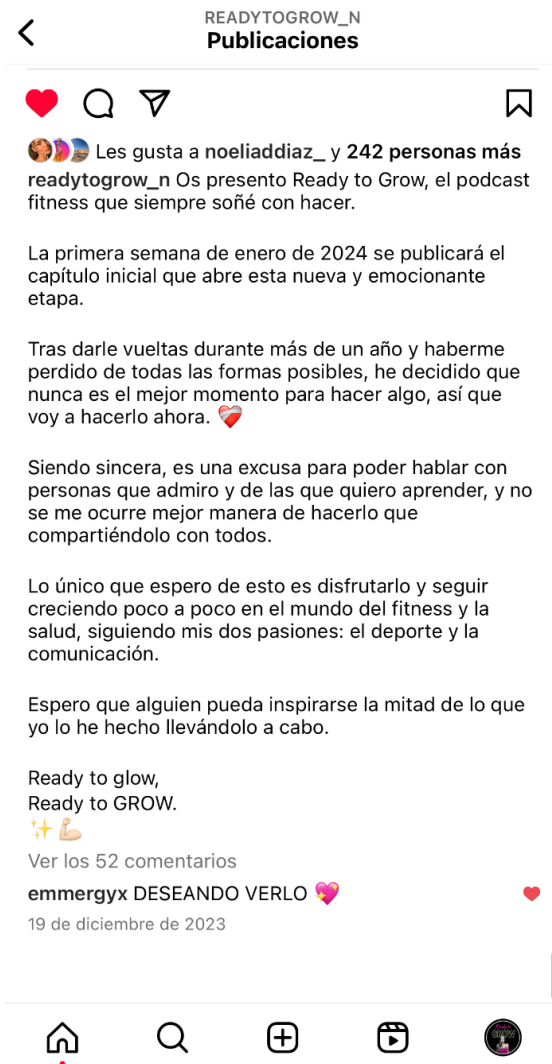 READYTOGROW_N
Publicaciones
Les gusta a noeliaddiaz_ y 242 personas más
readytogrow_n Os presento Ready to Grow, el podcast
fitness que siempre soñé con hacer.
La primera semana de enero de 2024 se publicará el
capítulo inicial que abre esta nueva y emocionante
etapa.
Tras darle vueltas durante más de un año y haberme
perdido de todas las formas posibles, he decidido que
nunca es el mejor momento para hacer algo, así que
voy a hacerlo ahora. ❤️‍🩹
Siendo sincera, es una excusa para poder hablar con
personas que admiro y de las que quiero aprender, y no
se me ocurre mejor manera de hacerlo que
compartiéndolo con todos.
Lo único que espero de esto es disfrutarlo y seguir
creciendo poco a poco en el mundo del fitness y la
salud, siguiendo mis dos pasiones: el deporte y la
comunicación.
Espero que alguien pueda inspirarse la mitad de lo que
yo lo he hecho llevándolo a cabo.
Ready to glow,
Ready to GROW.
✨💪🏻
Ver los 52 comentarios
emmergyx DESEANDO VERLO 💖
19 de diciembre de 2023